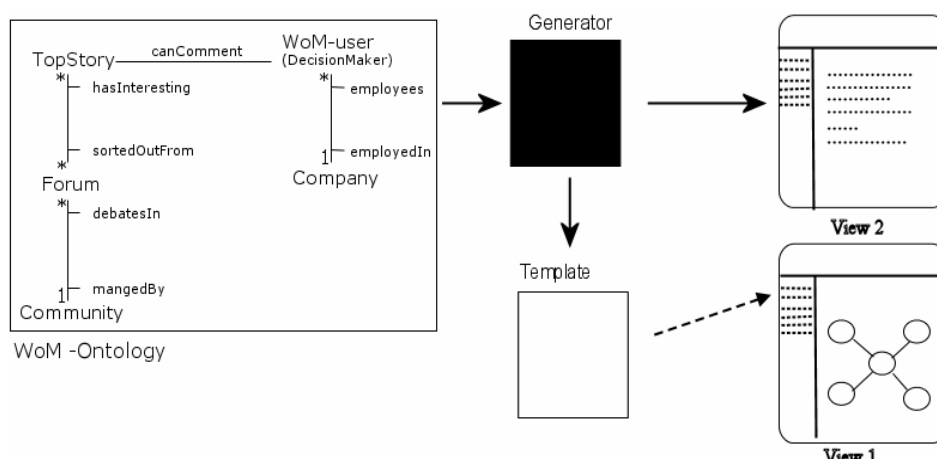 TopStory
canComment
WoM-user
(DecisionMaker)
*
hasInteresting
sortedOutFrom
*
Forum
*
debatesIn
mangedBy
1
Community
*
employees
employedIn
1
Company
WoM -Ontology
Generator
Template
View 2
View 1